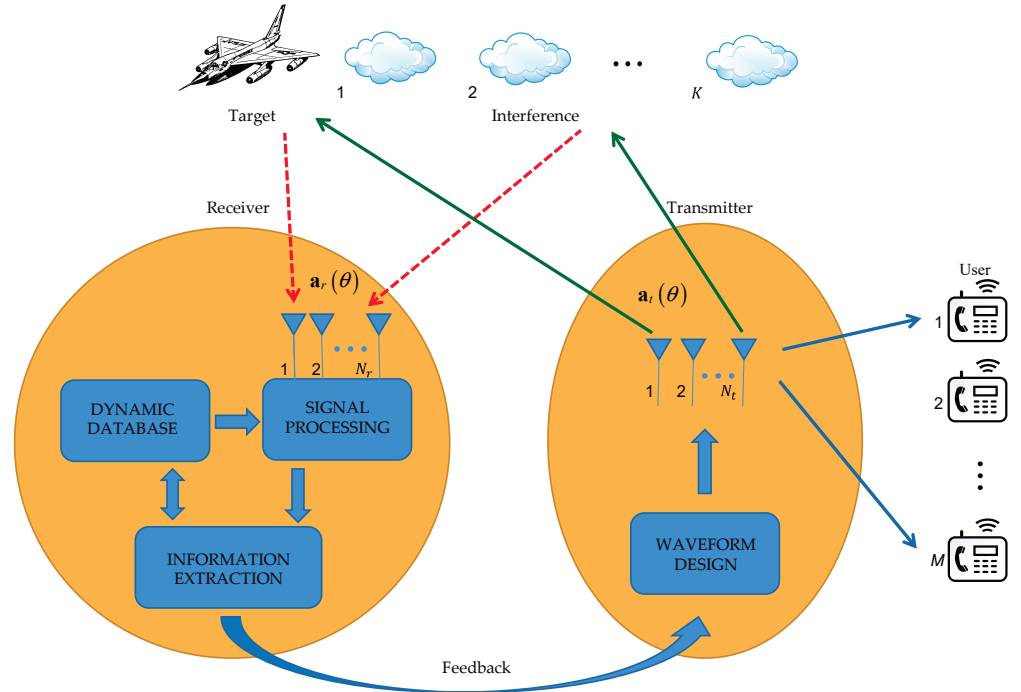 1
2
...
K
Target
Interference
Receiver
Transmitter
a_r(θ)
a_t(θ)
User
1
2
M
1
2
...
N_r
1
2
...
N_t
DYNAMIC
DATABASE
SIGNAL
PROCESSING
INFORMATION
EXTRACTION
WAVEFORM
DESIGN
Feedback